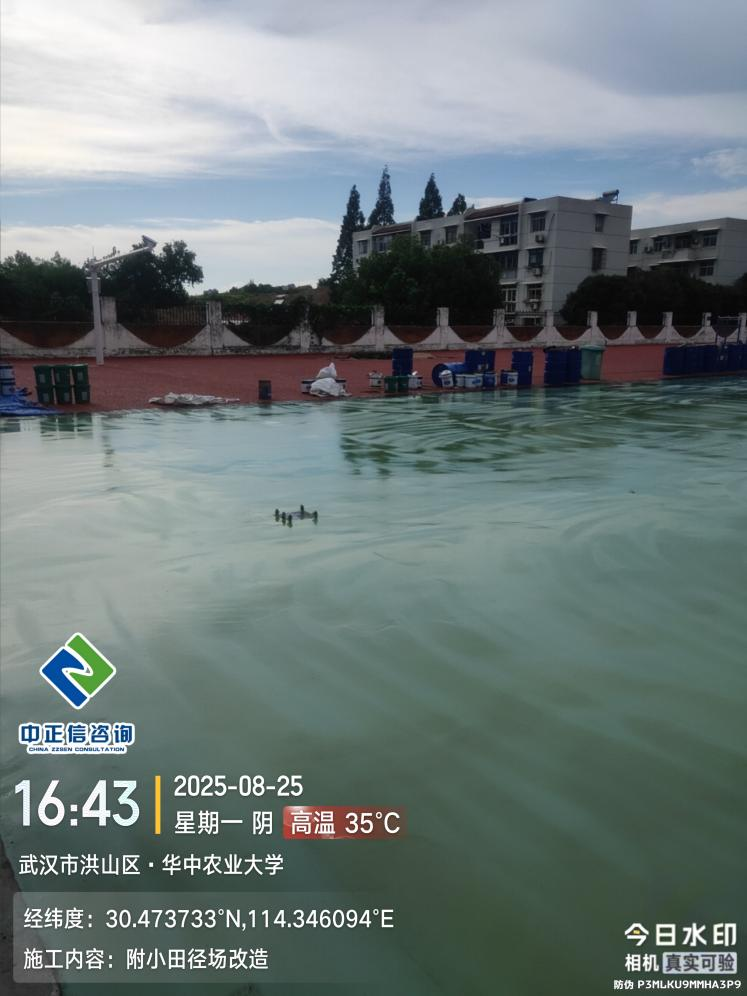 中正信咨询
CHINA ZZSEN CONSULTATION
16:43
2025-08-25
星期一 阴 高温 35°C
武汉市洪山区·华中农业大学
经纬度：30.473733°N,114.346094°E
施工内容：附小田径场改造
今日水印
相机 真实可验
防伪 P3MLKU9MMHA3P9